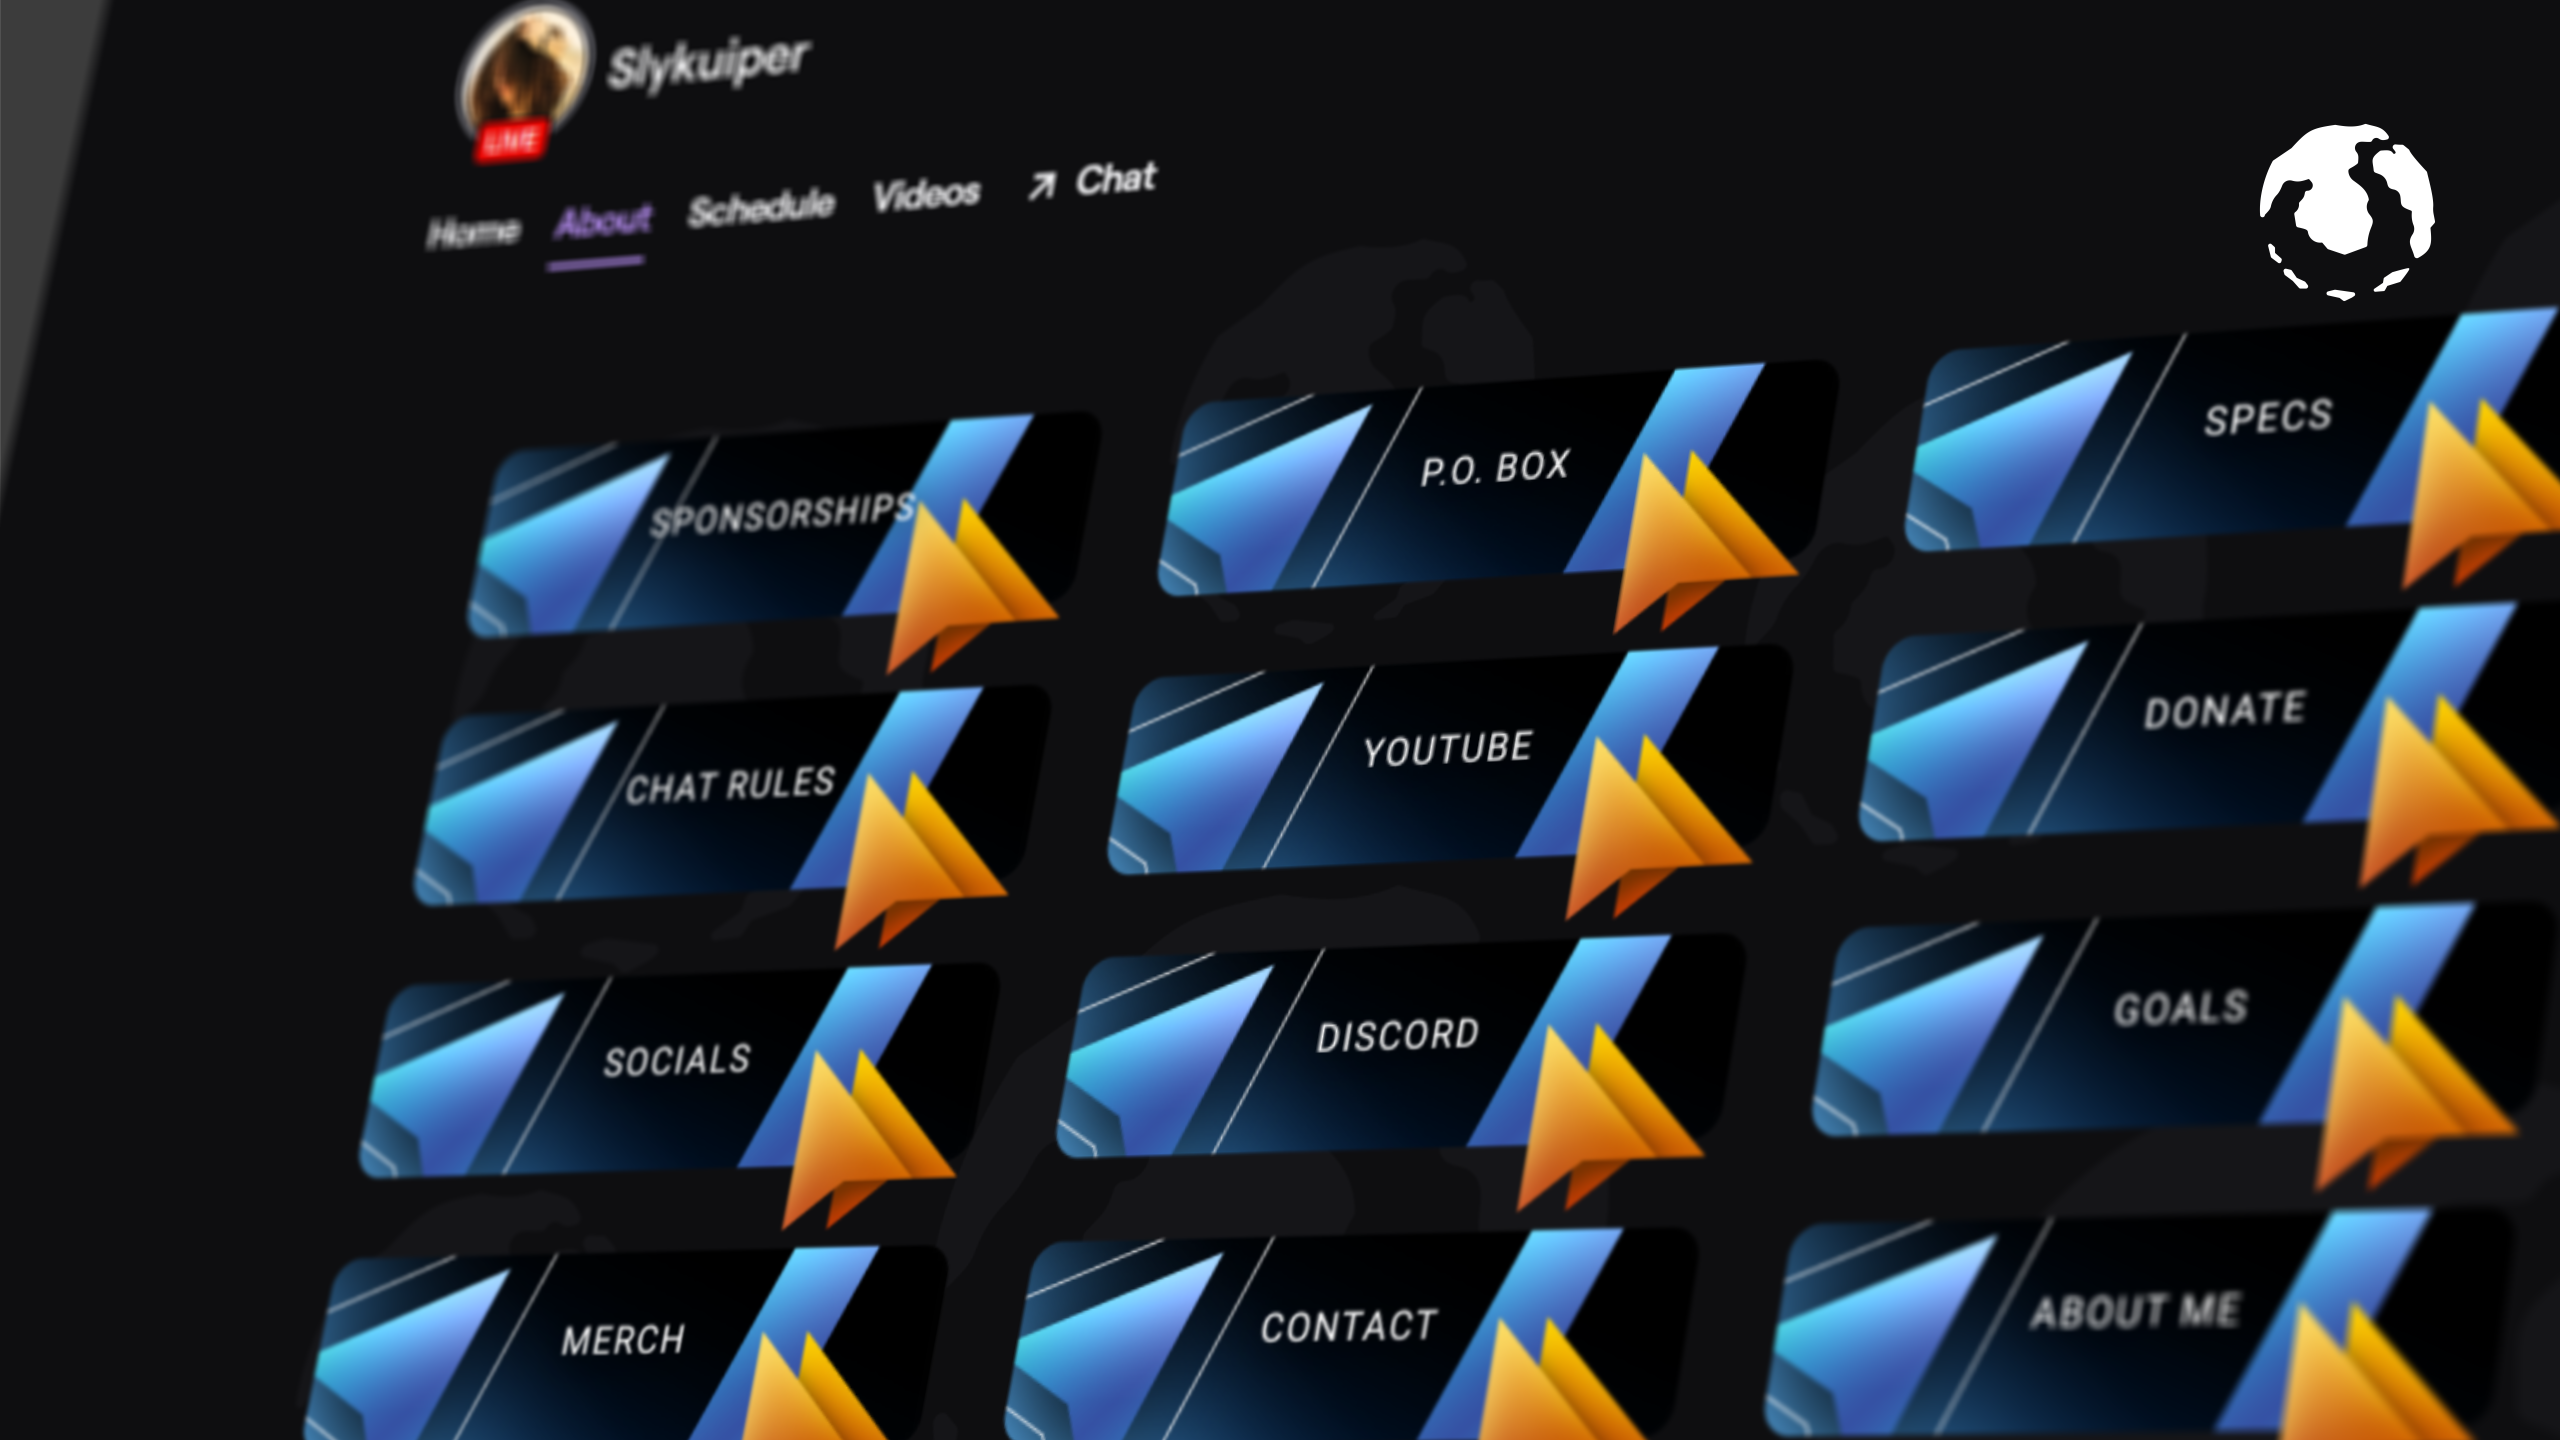 Slykuiper
LIVE
Home About Schedule Videos Chat
SPONSORSHIPS P.O. BOX SPECS
CHAT RULES YOUTUBE DONATE
SOCIALS DISCORD GOALS
MERCH CONTACT ABOUT ME